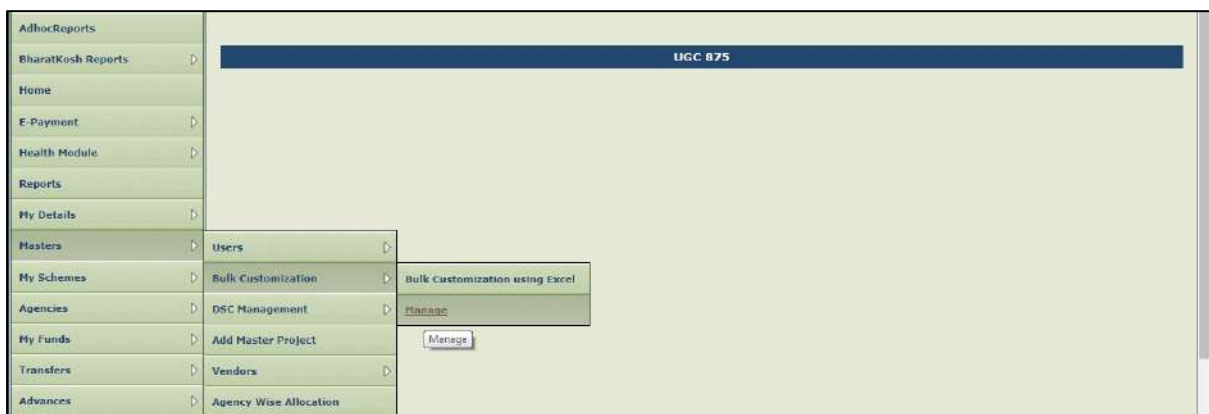 AdhocReports
BharatKosh Reports
UGC 875
Home
E-Payment
Health Module
Reports
My Details
Masters
Users
My Schemes
Bulk Customization
Bulk Customization using Excel
Agencies
DSC Management
Manage
My Funds
Add Master Project
Manage
Transfers
Vendors
Advances
Agency Wise Allocation